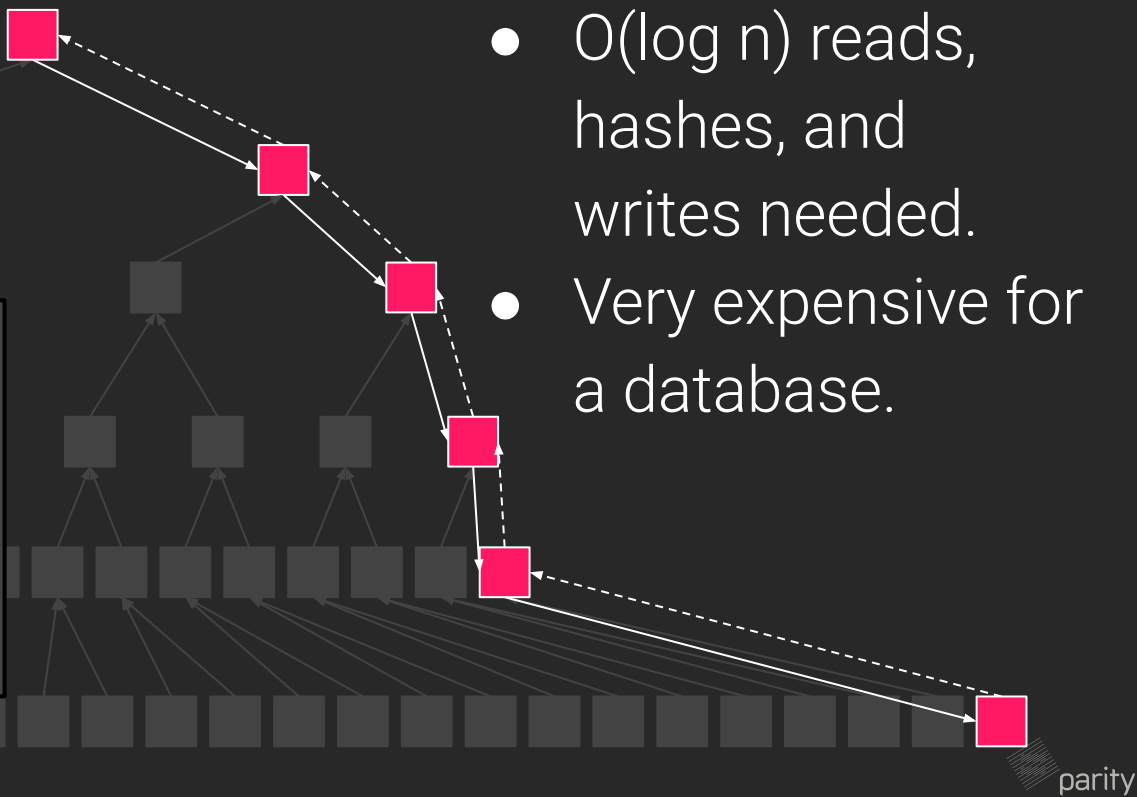 ● O(log n) reads,
hashes, and
writes needed.
● Very expensive for
a database.
parity